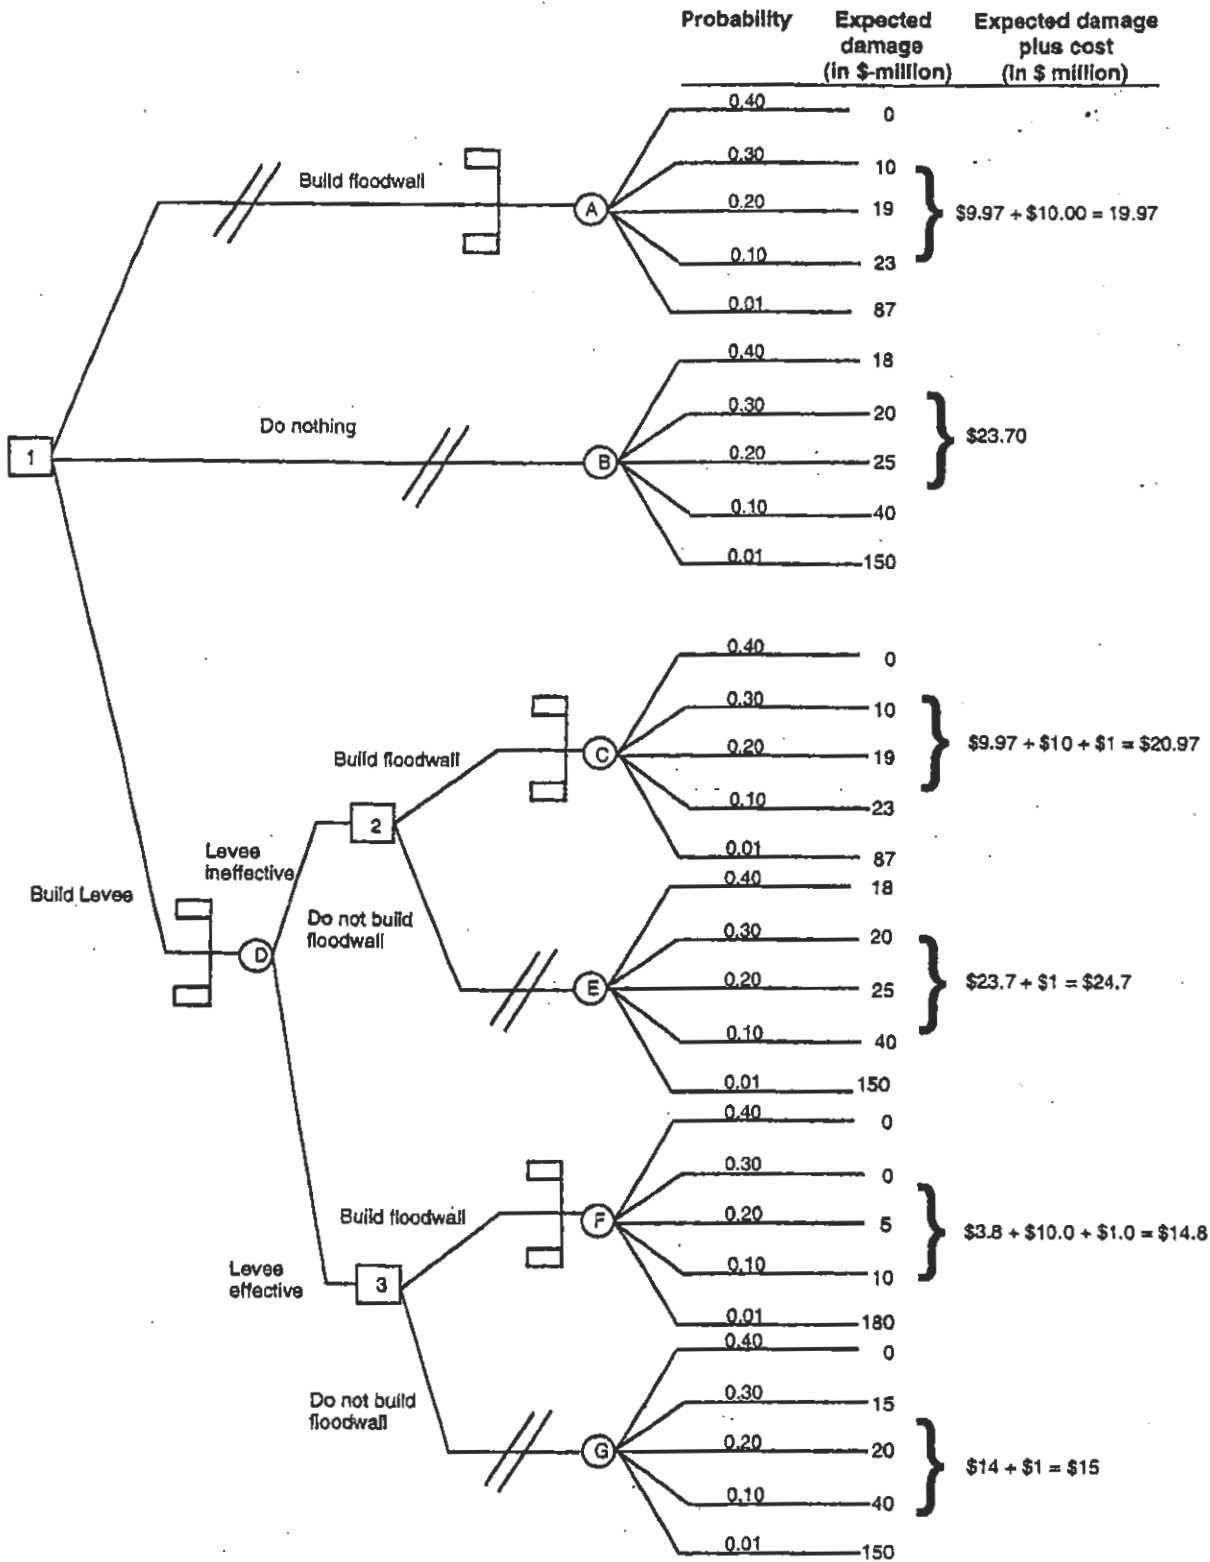 Probability Expected damage (in $-million) Expected damage plus cost (in $ million)
0.40 0
0.30 10
Build floodwall
0.20 19
A
$9.97 + $10.00 = 19.97
0.10 23
0.01 87
0.40 18
0.30 20
Do nothing
$23.70
1
B
0.20 25
0.10 40
0.01 150
0.40 0
0.30 10
Build floodwall
C
0.20 19
$9.97 + $10 + $1 = $20.97
0.10 23
2
0.01 87
Levee
ineffective
0.40 18
Build Levee
Do not build
floodwall
0.30 20
D
E
0.20 25
$23.7 + $1 = $24.7
0.10 40
0.01 150
0.40 0
0.30 0
Build floodwall
F
0.20 5
$3.8 + $10.0 + $1.0 = $14.8
Levee
effective
3
0.10 10
0.01 180
0.40 0
Do not build
floodwall
0.30 15
G
0.20 20
$14 + $1 = $15
0.10 40
0.01 150